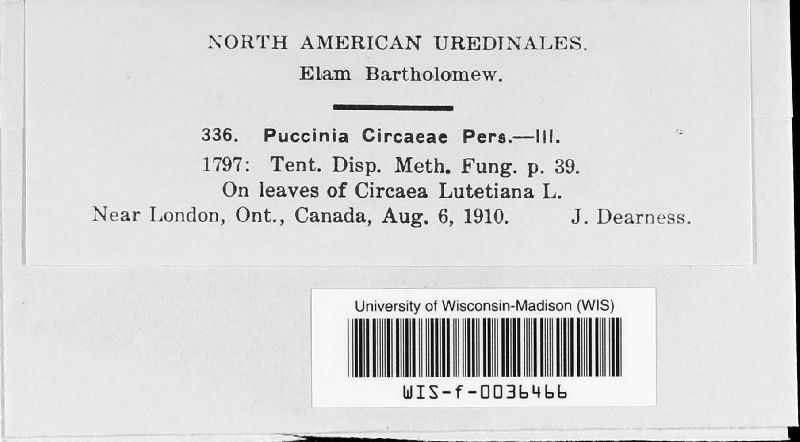 NORTH AMERICAN UREDINALES.
Elam Bartholomew.
336. Puccinia Circaeae Pers.—III.
1797: Tent. Disp. Meth. Fung. p. 39.
On leaves of Circaea Lutetiana L.
Near London, Ont., Canada, Aug. 6, 1910. J. Dearness.
University of Wisconsin-Madison (WIS)
WIS-f-0036466